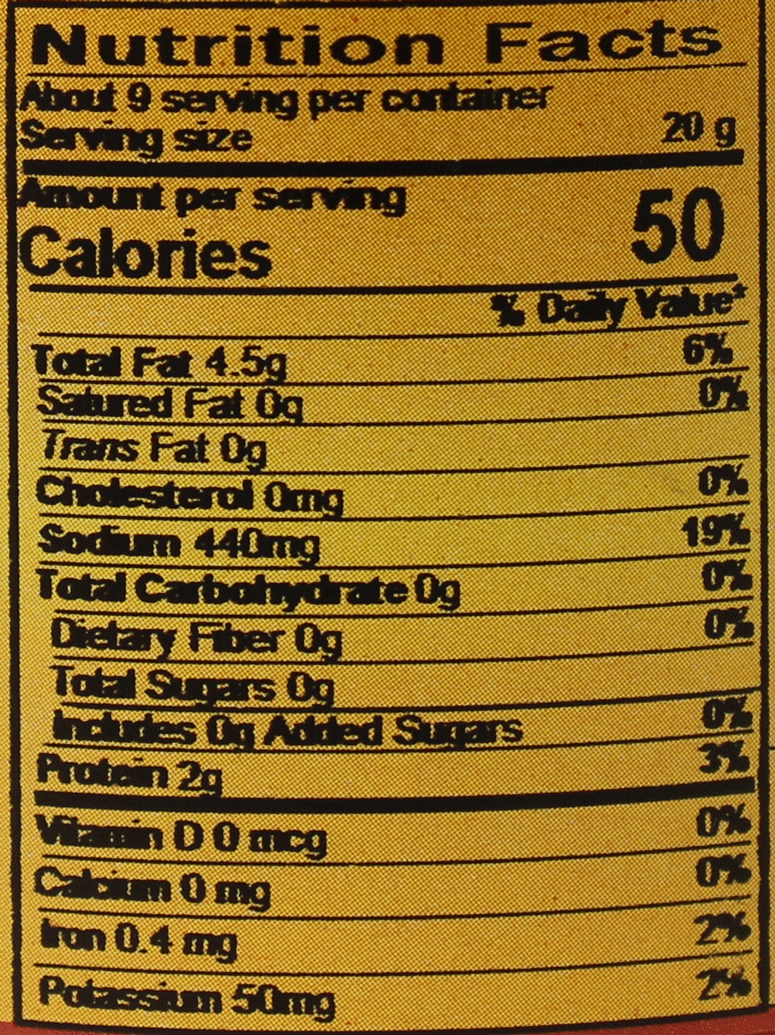 Nutrition Facts
About 9 serving per container
Serving size 20 g
Amount per serving
Calories 50
% Daily Value*
Total Fat 4.5g 6%
Satured Fat 0g 0%
Trans Fat 0g
Cholesterol 0mg 0%
Sodium 440mg 19%
Total Carbohydrate 0g 0%
Dietary Fiber 0g 0%
Total Sugars 0g
Includes 0g Added Sugars 0%
Protein 2g 3%
Vitamin D 0 mcg 0%
Calcium 0 mg 0%
Iron 0.4 mg 2%
Potassium 50mg 2%